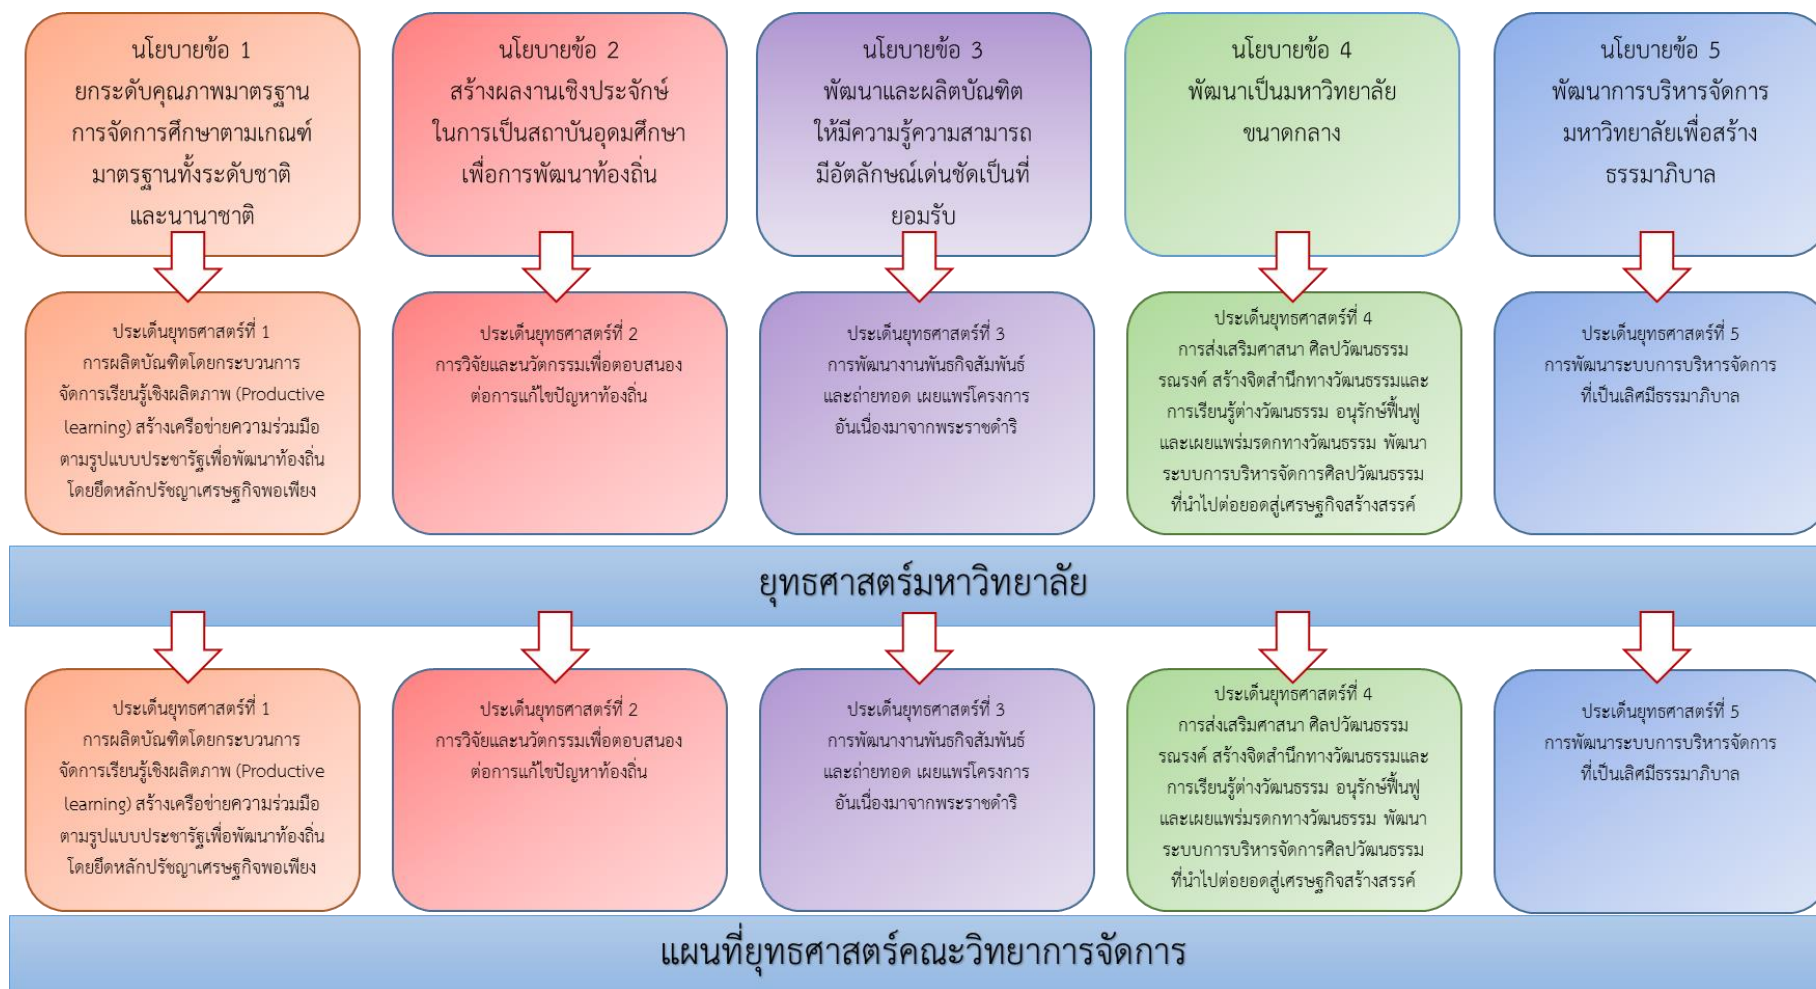 นโยบายข้อ 1
ยกระดับคุณภาพมาตรฐาน
การจัดการศึกษาตามเกณฑ์
มาตรฐานทั้งระดับชาติ
และนานาชาติ
นโยบายข้อ 2
สร้างผลงานเชิงประจักษ์
ในการเป็นสถาบันอุดมศึกษา
เพื่อการพัฒนาท้องถิ่น
นโยบายข้อ 3
พัฒนาและผลิตบัณฑิต
ให้มีความรู้ความสามารถ
มีอัตลักษณ์เด่นชัดเป็นที่
ยอมรับ
นโยบายข้อ 4
พัฒนาเป็นมหาวิทยาลัย
ขนาดกลาง
นโยบายข้อ 5
พัฒนาการบริหารจัดการ
มหาวิทยาลัยเพื่อสร้าง
ธรรมาภิบาล
ประเด็นยุทธศาสตร์ที่ 1
การผลิตบัณฑิตโดยกระบวนการ
จัดการเรียนรู้เชิงผลิตภาพ (Productive
learning) สร้างเครือข่ายความร่วมมือ
ตามรูปแบบประชารัฐเพื่อพัฒนาท้องถิ่น
โดยยึดหลักปรัชญาเศรษฐกิจพอเพียง
ประเด็นยุทธศาสตร์ที่ 2
การวิจัยและนวัตกรรมเพื่อตอบสนอง
ต่อการแก้ไขปัญหาท้องถิ่น
ประเด็นยุทธศาสตร์ที่ 3
การพัฒนางานพันธกิจสัมพันธ์
และถ่ายทอด เผยแพร่โครงการ
อันเนื่องมาจากพระราชดำริ
ประเด็นยุทธศาสตร์ที่ 4
การส่งเสริมศาสนา ศิลปวัฒนธรรม
รณรงค์ สร้างจิตสำนึกทางวัฒนธรรมและ
การเรียนรู้ต่างวัฒนธรรม อนุรักษ์ฟื้นฟู
และเผยแพร่มรดกทางวัฒนธรรม พัฒนา
ระบบการบริหารจัดการศิลปวัฒนธรรม
ที่นำไปต่อยอดสู่เศรษฐกิจสร้างสรรค์
ประเด็นยุทธศาสตร์ที่ 5
การพัฒนาระบบการบริหารจัดการ
ที่เป็นเลิศมีธรรมาภิบาล
ยุทธศาสตร์มหาวิทยาลัย
ประเด็นยุทธศาสตร์ที่ 1
การผลิตบัณฑิตโดยกระบวนการ
จัดการเรียนรู้เชิงผลิตภาพ (Productive
learning) สร้างเครือข่ายความร่วมมือ
ตามรูปแบบประชารัฐเพื่อพัฒนาท้องถิ่น
โดยยึดหลักปรัชญาเศรษฐกิจพอเพียง
ประเด็นยุทธศาสตร์ที่ 2
การวิจัยและนวัตกรรมเพื่อตอบสนอง
ต่อการแก้ไขปัญหาท้องถิ่น
ประเด็นยุทธศาสตร์ที่ 3
การพัฒนางานพันธกิจสัมพันธ์
และถ่ายทอด เผยแพร่โครงการ
อันเนื่องมาจากพระราชดำริ
ประเด็นยุทธศาสตร์ที่ 4
การส่งเสริมศาสนา ศิลปวัฒนธรรม
รณรงค์ สร้างจิตสำนึกทางวัฒนธรรมและ
การเรียนรู้ต่างวัฒนธรรม อนุรักษ์ฟื้นฟู
และเผยแพร่มรดกทางวัฒนธรรม พัฒนา
ระบบการบริหารจัดการศิลปวัฒนธรรม
ที่นำไปต่อยอดสู่เศรษฐกิจสร้างสรรค์
ประเด็นยุทธศาสตร์ที่ 5
การพัฒนาระบบการบริหารจัดการ
ที่เป็นเลิศมีธรรมาภิบาล
แผนที่ยุทธศาสตร์คณะวิทยาการจัดการ